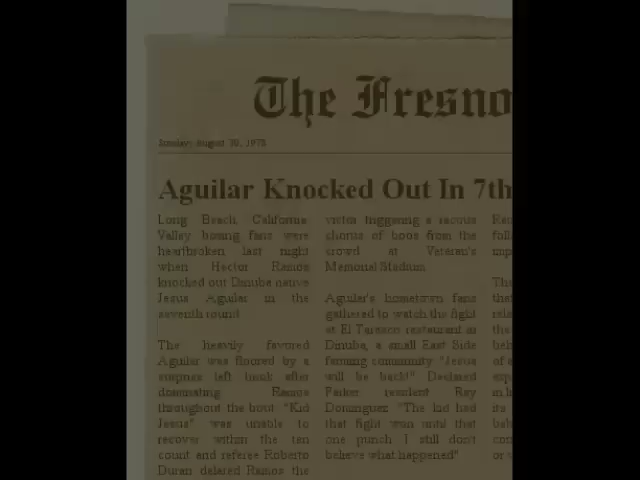 The Fresno
Sunday, August 30, 1978
Aguilar Knocked Out In 7th
Long Beach, California
Valley boxing fans were
heartbroken last night
when Hector Ramos
knocked out Danuba native
Jesus Aguilar in the
seventh round
The heavily favored
Aguilar was floored by a
surprise left hook after
dominating Ramos
throughout the bout. "Kid
Jesus" was unable to
recover within the ten
count and referee Roberto
Duran delared Ramos the
victor triggering a racous
chorus of boos from the
crowd at Veteran's
Memorial Stadium
Aguilar's hometown fans
gathered to watch the fight
at El Tarasco restaurant in
Dinuba, a small East Side
farming community. "Jesus
will be back!" Declared
Parlier resident Ray
Dominguez "The kid had
that fight won until that
one punch I still don't
believe what happened"